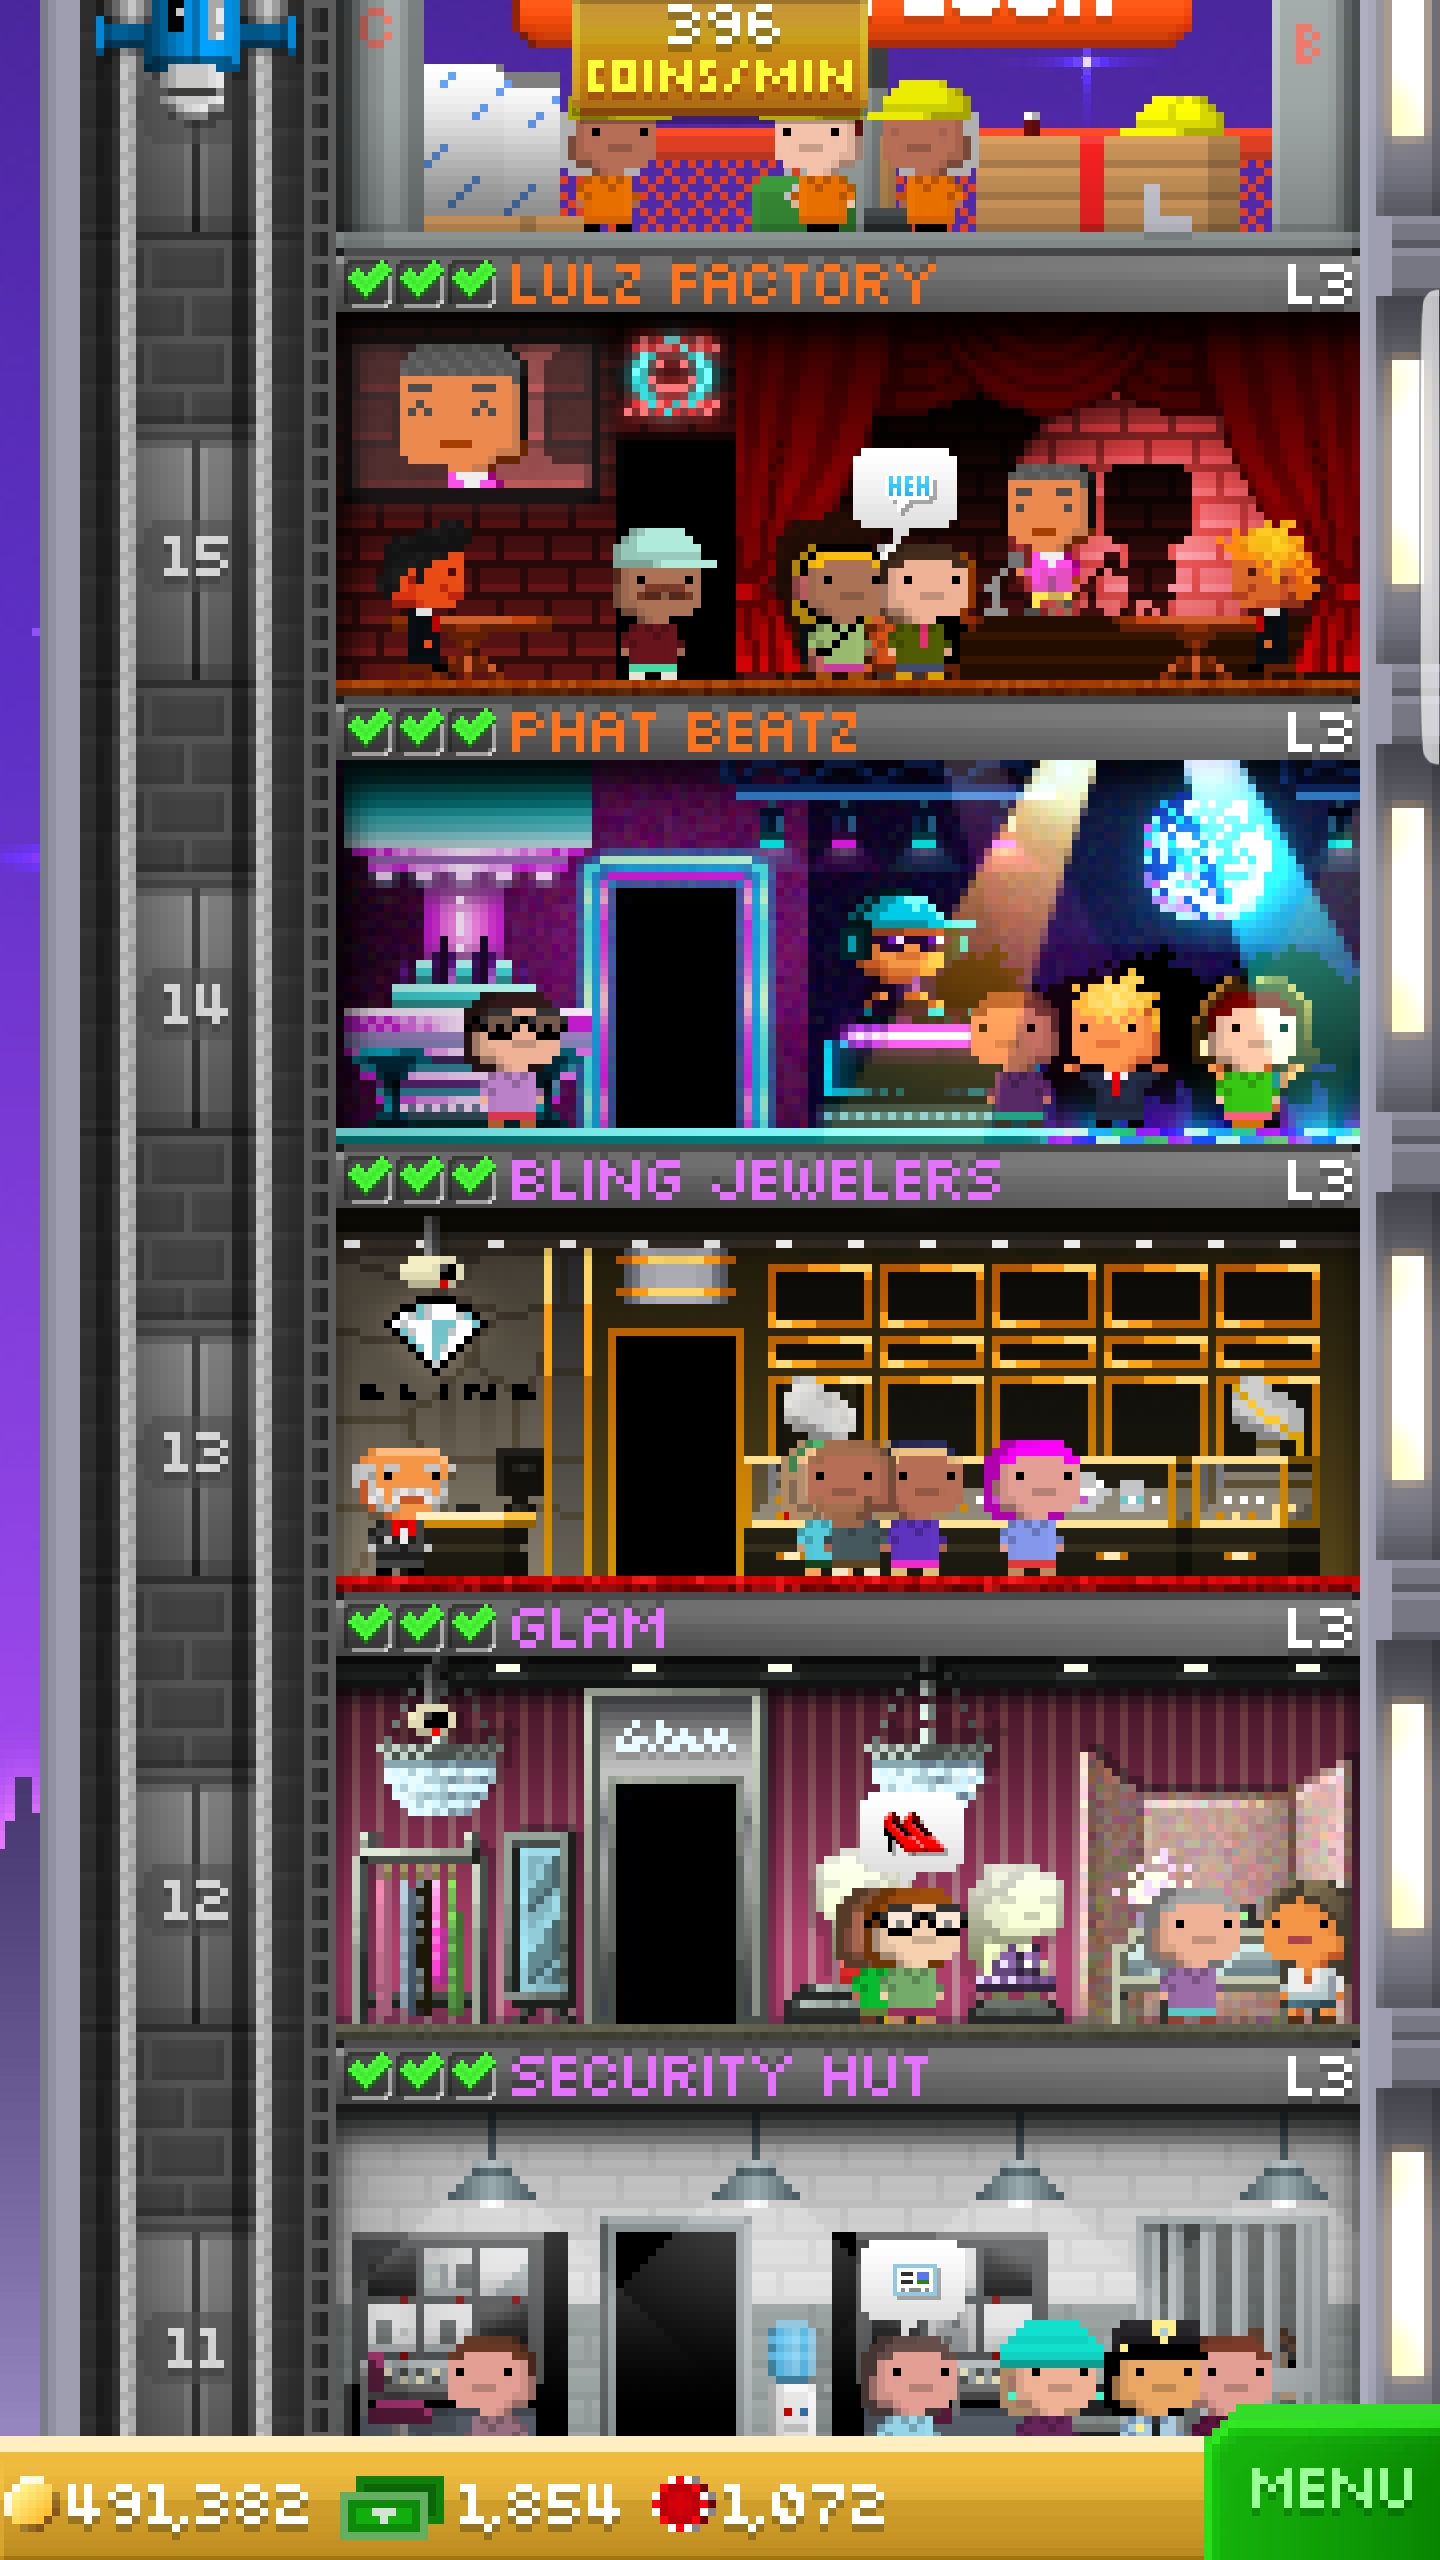 C
B
396
COINS/MIN
LULZ FACTORY
L3
HEH
15
PHAT BEATZ
L3
14
BLING JEWELERS
L3
BLING
13
GLAM
L3
Glam
12
SECURITY HUT
L3
11
491,382
1,854
1,072
MENU